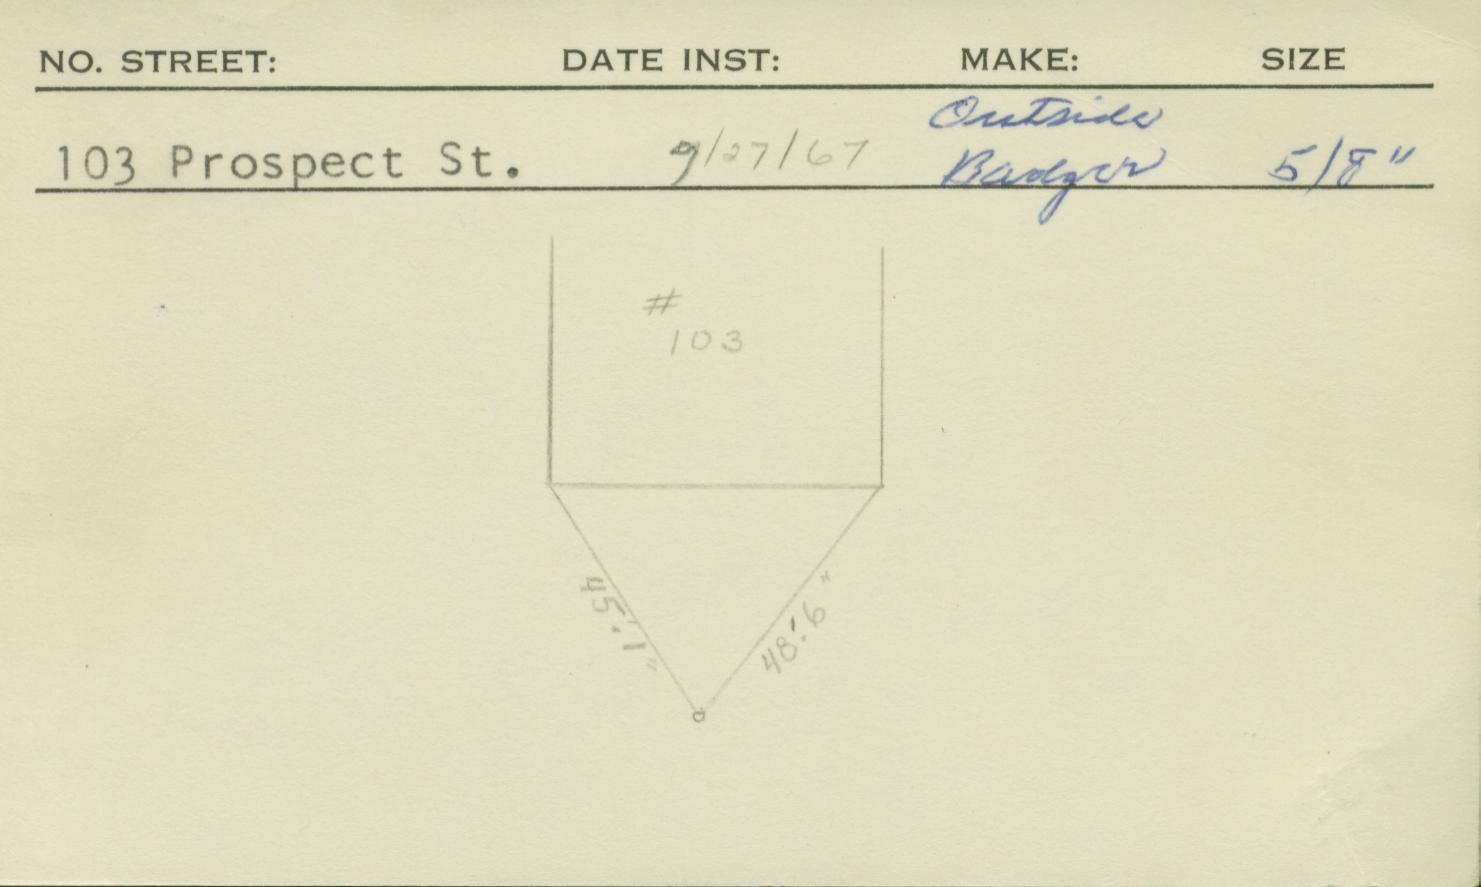 NO. STREET: DATE INST: MAKE: SIZE
Outside
103 Prospect St. 9/27/67 Badger 5/8"
#
103
45'.1"
48'.6"